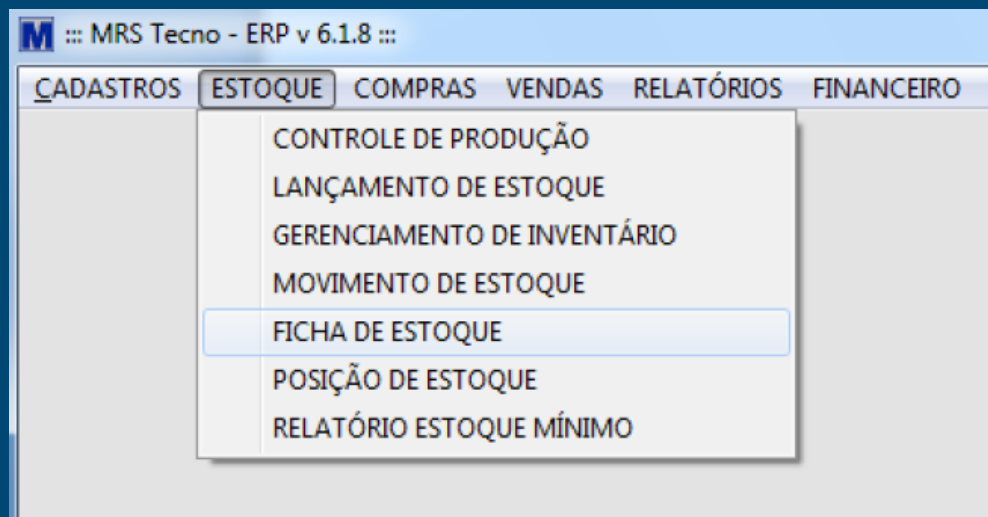 M ::: MRS Tecno - ERP v 6.1.8 :::
CADASTROS ESTOQUE COMPRAS VENDAS RELATÓRIOS FINANCEIRO
CONTROLE DE PRODUÇÃO
LANÇAMENTO DE ESTOQUE
GERENCIAMENTO DE INVENTÁRIO
MOVIMENTO DE ESTOQUE
FICHA DE ESTOQUE
POSIÇÃO DE ESTOQUE
RELATÓRIO ESTOQUE MÍNIMO